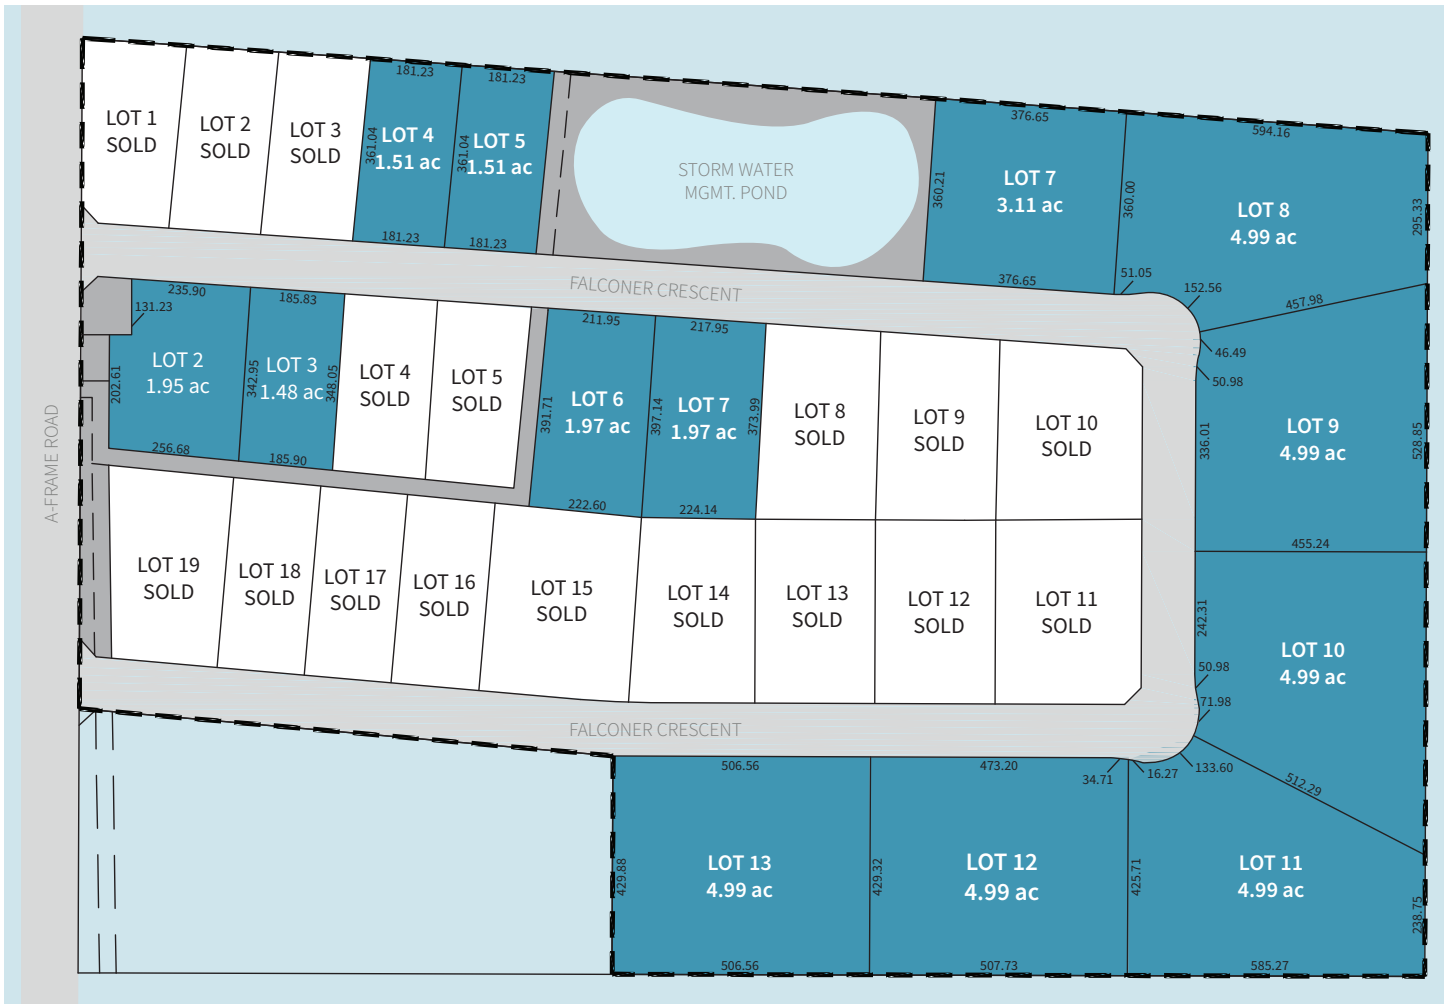 LOT 1
SOLD
LOT 2
SOLD
LOT 3
SOLD
181.23
361.04
LOT 4
1.51 ac
181.23
181.23
361.04
LOT 5
1.51 ac
181.23
STORM WATER
MGMT. POND
360.21
376.65
LOT 7
3.11 ac
376.65
360.00
594.16
LOT 8
4.99 ac
295.33
51.05
152.56
457.98
46.49
50.98
FALCONER CRESCENT
235.90
131.23
202.61
LOT 2
1.95 ac
256.68
185.83
342.95
LOT 3
1.48 ac
348.05
185.90
LOT 4
SOLD
LOT 5
SOLD
211.95
391.71
LOT 6
1.97 ac
222.60
217.95
397.14
LOT 7
1.97 ac
373.99
224.14
LOT 8
SOLD
LOT 9
SOLD
LOT 10
SOLD
336.01
LOT 9
4.99 ac
528.85
455.24
A-FRAME ROAD
LOT 19
SOLD
LOT 18
SOLD
LOT 17
SOLD
LOT 16
SOLD
LOT 15
SOLD
LOT 14
SOLD
LOT 13
SOLD
LOT 12
SOLD
LOT 11
SOLD
242.31
LOT 10
4.99 ac
50.98
71.98
FALCONER CRESCENT
133.60
512.29
506.56
429.88
LOT 13
4.99 ac
506.56
473.20
429.32
LOT 12
4.99 ac
507.73
34.71
16.27
425.71
LOT 11
4.99 ac
238.75
585.27